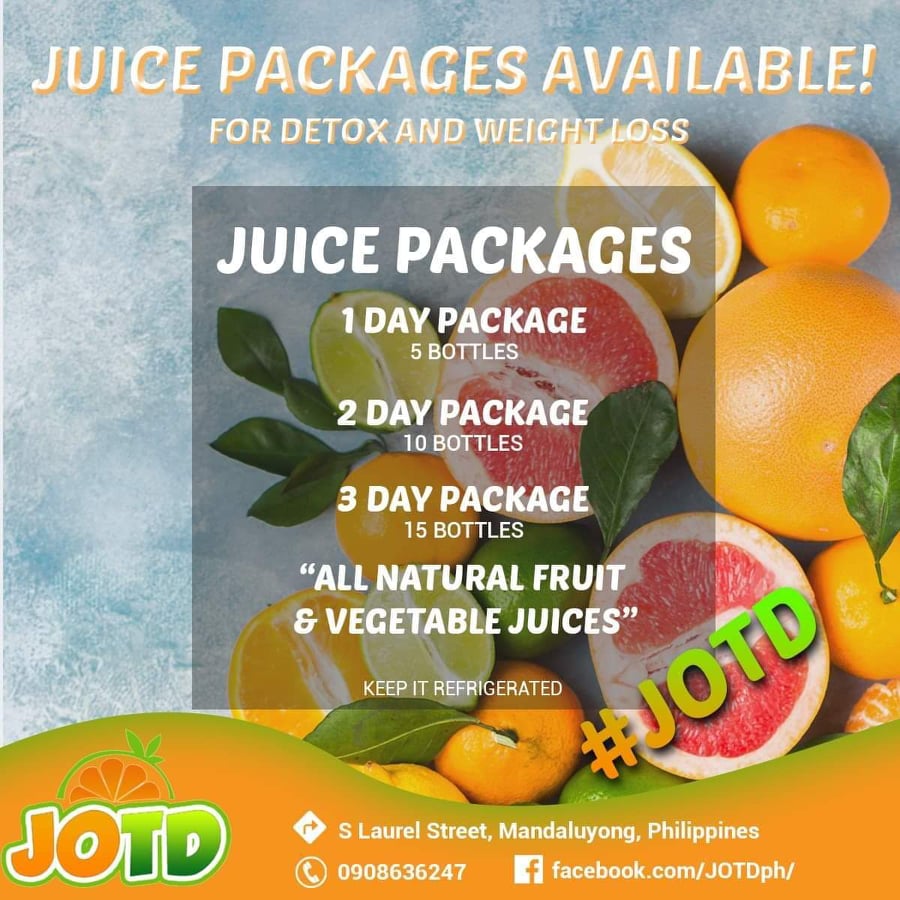 JUICE PACKAGES AVAILABLE!
FOR DETOX AND WEIGHT LOSS
JUICE PACKAGES
1 DAY PACKAGE
5 BOTTLES
2 DAY PACKAGE
10 BOTTLES
3 DAY PACKAGE
15 BOTTLES
“ALL NATURAL FRUIT
& VEGETABLE JUICES”
KEEP IT REFRIGERATED
#JOTD
JOTD
S Laurel Street, Mandaluyong, Philippines
0908636247
facebook.com/JOTDph/